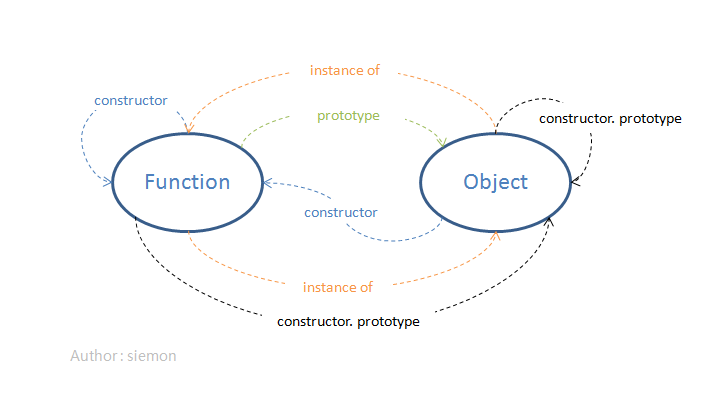 instance of
constructor
prototype
constructor. prototype
Function
Object
constructor
instance of
constructor. prototype
Author : siemon